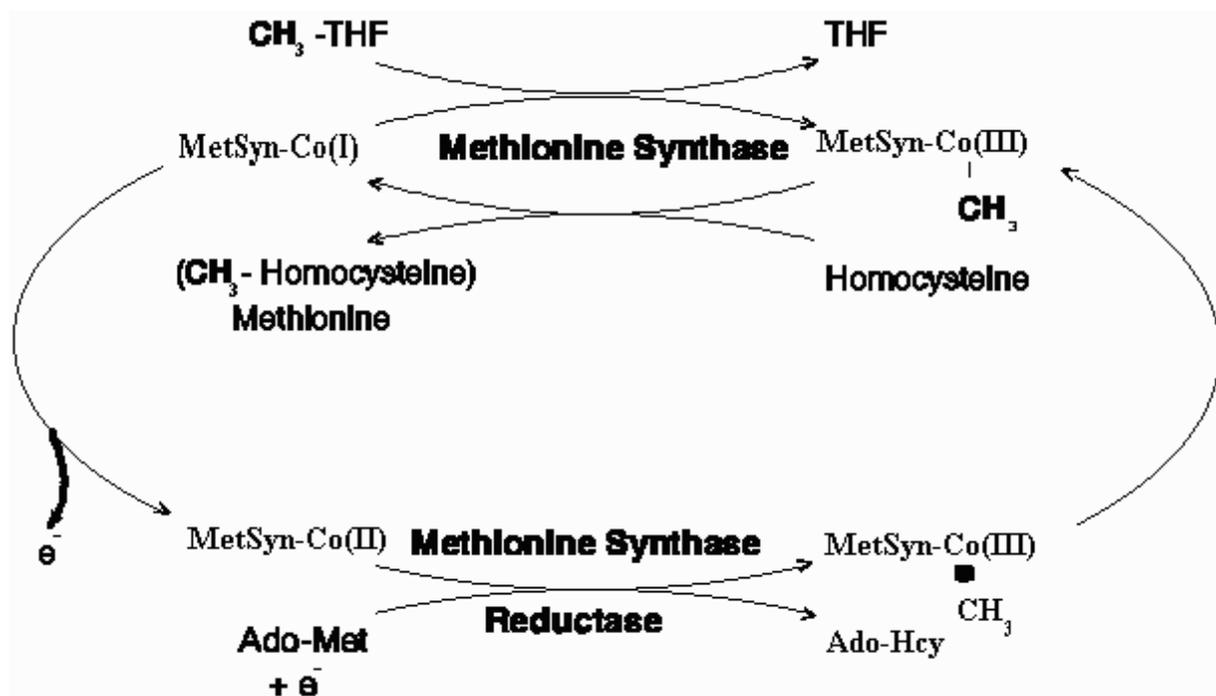 CH₃ -THF
THF
MetSyn-Co(I)
Methionine Synthase
MetSyn-Co(III)
CH₃
(CH₃- Homocysteine)
Methionine
Homocysteine
e⁻
MetSyn-Co(II)
Methionine Synthase
Reductase
MetSyn-Co(III)
CH₃
Ado-Met
+ e⁻
Ado-Hcy